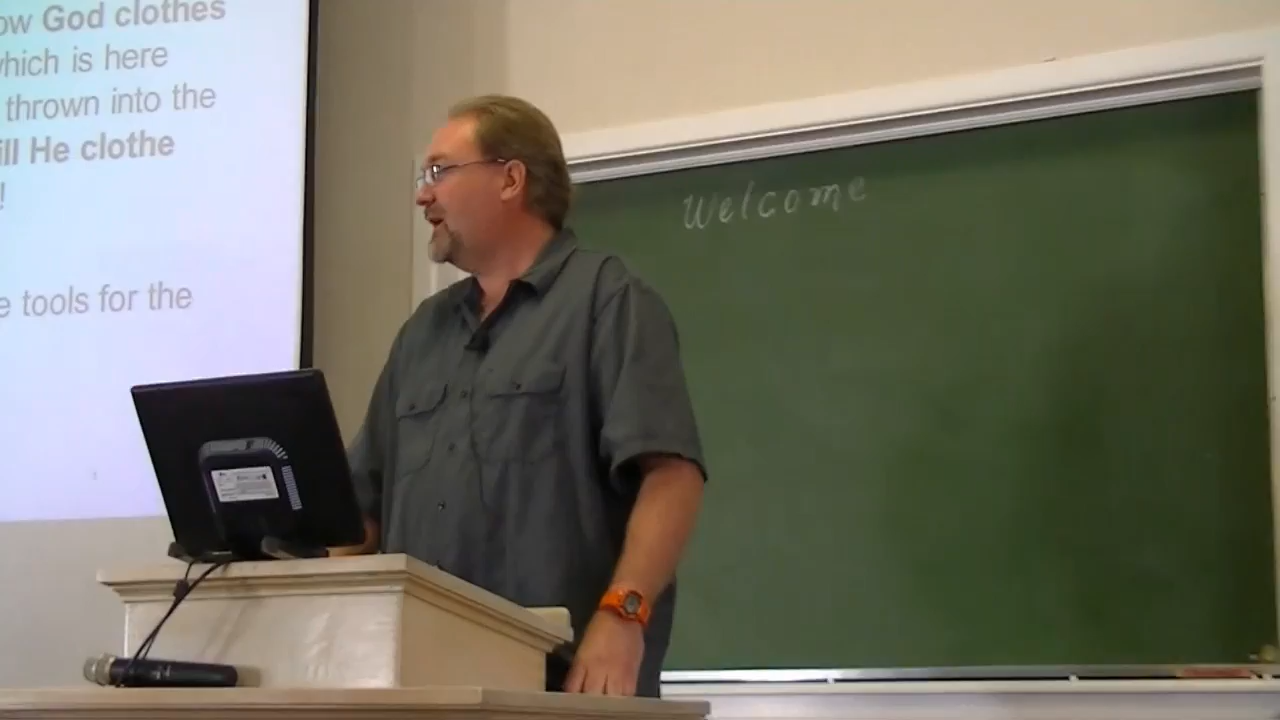 ow God clothes
which is here
thrown into the
ill He clothe
!
e tools for the
Welcome